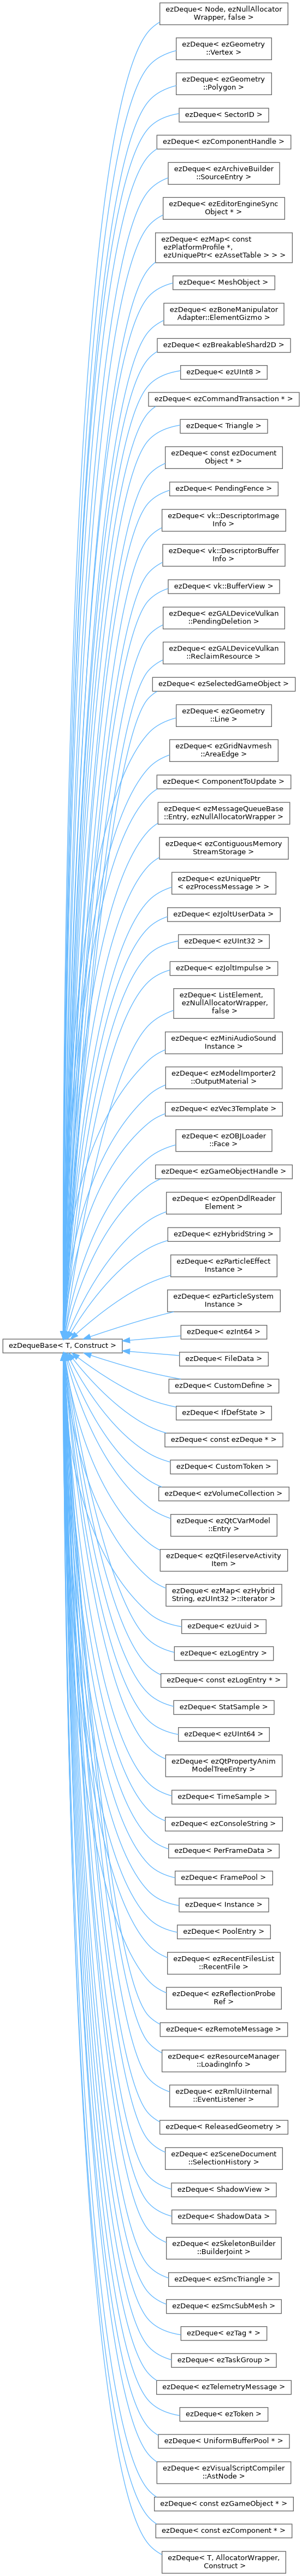 ezDeque< Node, ezNullAllocator
Wrapper, false >
ezDeque< ezGeometry
::Vertex >
ezDeque< ezGeometry
::Polygon >
ezDeque< SectorID >
ezDeque< ezComponentHandle >
ezDeque< ezArchiveBuilder
::SourceEntry >
ezDeque< ezEditorEngineSync
Object * >
ezDeque< ezMap< const
ezPlatformProfile *,
ezUniquePtr< ezAssetTable > > >
ezDeque< MeshObject >
ezDeque< ezBoneManipulator
Adapter::ElementGizmo >
ezDeque< ezBreakableShard2D >
ezDeque< ezUInt8 >
ezDeque< ezCommandTransaction * >
ezDeque< Triangle >
ezDeque< const ezDocument
Object * >
ezDeque< PendingFence >
ezDeque< vk::DescriptorImage
Info >
ezDeque< vk::DescriptorBuffer
Info >
ezDeque< vk::BufferView >
ezDeque< ezGALDeviceVulkan
::PendingDeletion >
ezDeque< ezGALDeviceVulkan
::ReclaimResource >
ezDeque< ezSelectedGameObject >
ezDeque< ezGeometry
::Line >
ezDeque< ezGridNavmesh
::AreaEdge >
ezDeque< ComponentToUpdate >
ezDeque< ezMessageQueueBase
::Entry, ezNullAllocatorWrapper >
ezDeque< ezContiguousMemory
StreamStorage >
ezDeque< ezUniquePtr
< ezProcessMessage > >
ezDeque< ezJoltUserData >
ezDeque< ezUInt32 >
ezDeque< ezJoltImpulse >
ezDeque< ListElement,
ezNullAllocatorWrapper,
false >
ezDeque< ezMiniAudioSound
Instance >
ezDeque< ezModelImporter2
::OutputMaterial >
ezDeque< ezVec3Template >
ezDeque< ezOBJLoader
::Face >
ezDeque< ezGameObjectHandle >
ezDeque< ezOpenDdlReader
Element >
ezDeque< ezHybridString >
ezDeque< ezParticleEffect
Instance >
ezDeque< ezParticleSystem
Instance >
ezDeque< ezInt64 >
ezDequeBase< T, Construct >
ezDeque< FileData >
ezDeque< CustomDefine >
ezDeque< IfDefState >
ezDeque< const ezDeque * >
ezDeque< CustomToken >
ezDeque< ezVolumeCollection >
ezDeque< ezQtCVarModel
::Entry >
ezDeque< ezQtFileserveActivity
Item >
ezDeque< ezMap< ezHybrid
String, ezUInt32 >::Iterator >
ezDeque< ezUuid >
ezDeque< ezLogEntry >
ezDeque< const ezLogEntry * >
ezDeque< StatSample >
ezDeque< ezUInt64 >
ezDeque< ezQtPropertyAnim
ModelTreeEntry >
ezDeque< TimeSample >
ezDeque< ezConsoleString >
ezDeque< PerFrameData >
ezDeque< FramePool >
ezDeque< Instance >
ezDeque< PoolEntry >
ezDeque< ezRecentFilesList
::RecentFile >
ezDeque< ezReflectionProbe
Ref >
ezDeque< ezRemoteMessage >
ezDeque< ezResourceManager
::LoadingInfo >
ezDeque< ezRmlUiInternal
::EventListener >
ezDeque< ReleasedGeometry >
ezDeque< ezSceneDocument
::SelectionHistory >
ezDeque< ShadowView >
ezDeque< ShadowData >
ezDeque< ezSkeletonBuilder
::BuilderJoint >
ezDeque< ezSmcTriangle >
ezDeque< ezSmcSubMesh >
ezDeque< ezTag * >
ezDeque< ezTaskGroup >
ezDeque< ezTelemetryMessage >
ezDeque< ezToken >
ezDeque< UniformBufferPool * >
ezDeque< ezVisualScriptCompiler
::AstNode >
ezDeque< const ezGameObject * >
ezDeque< const ezComponent * >
ezDeque< T, AllocatorWrapper,
Construct >